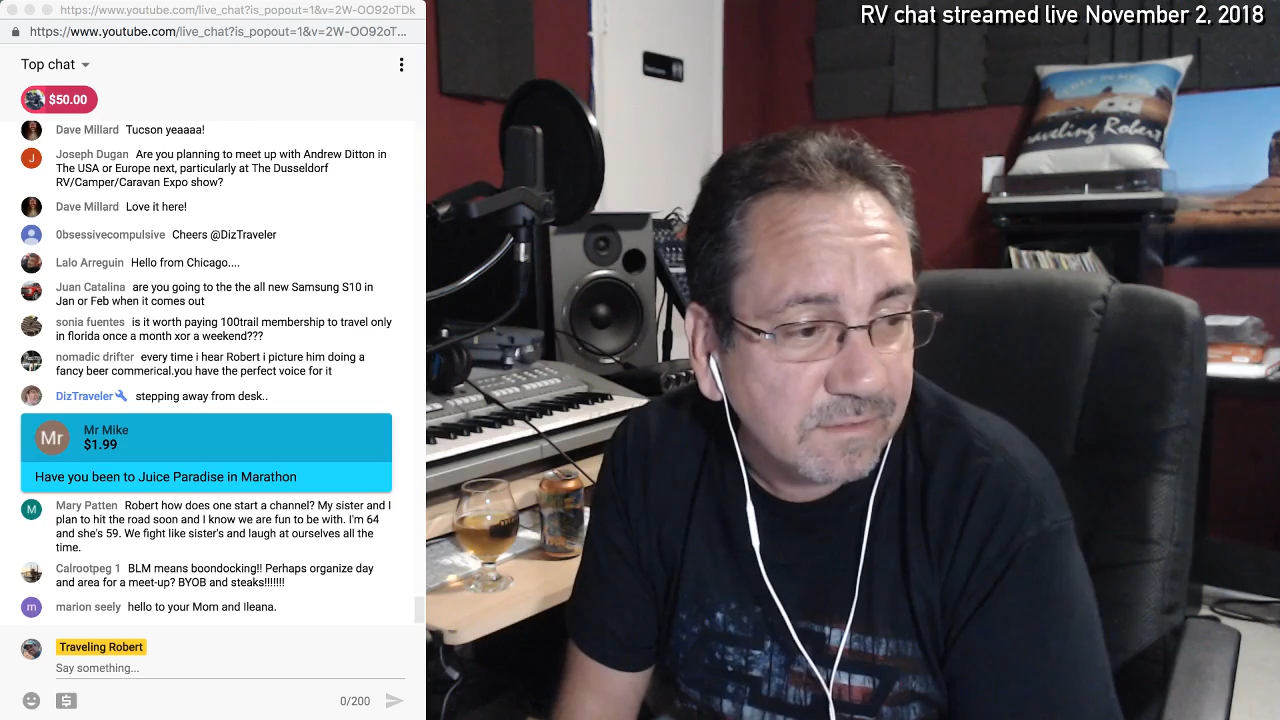 https://www.youtube.com/live_chat?is_popout=1&v=2W-OO92oTDk
https://www.youtube.com/live_chat?is_popout=1&v=2W-OO92oT...
RV chat streamed live November 2, 2018
Top chat
$50.00
Dave Millard Tucson yeaaaa!
Joseph Dugan Are you planning to meet up with Andrew Ditton in
The USA or Europe next, particularly at The Dusseldorf
RV/Camper/Caravan Expo show?
Dave Millard Love it here!
0bsessivecompulsive Cheers @DizTraveler
Lalo Arreguin Hello from Chicago....
Juan Catalina are you going to the the all new Samsung S10 in
Jan or Feb when it comes out
sonia fuentes is it worth paying 100trail membership to travel only
in florida once a month xor a weekend???
nomadic drifter every time i hear Robert i picture him doing a
fancy beer commerical.you have the perfect voice for it
DizTraveler stepping away from desk..
Mr
Mr Mike
$1.99
Have you been to Juice Paradise in Marathon
Mary Patten Robert how does one start a channel? My sister and I
plan to hit the road soon and I know we are fun to be with. I'm 64
and she's 59. We fight like sister's and laugh at ourselves all the
time.
Calrootpeg 1 BLM means boondocking!! Perhaps organize day
and area for a meet-up? BYOB and steaks!!!!!!!
marion seely hello to your Mom and Ileana.
Traveling Robert
Say something...
0/200
J
M
m
Robert